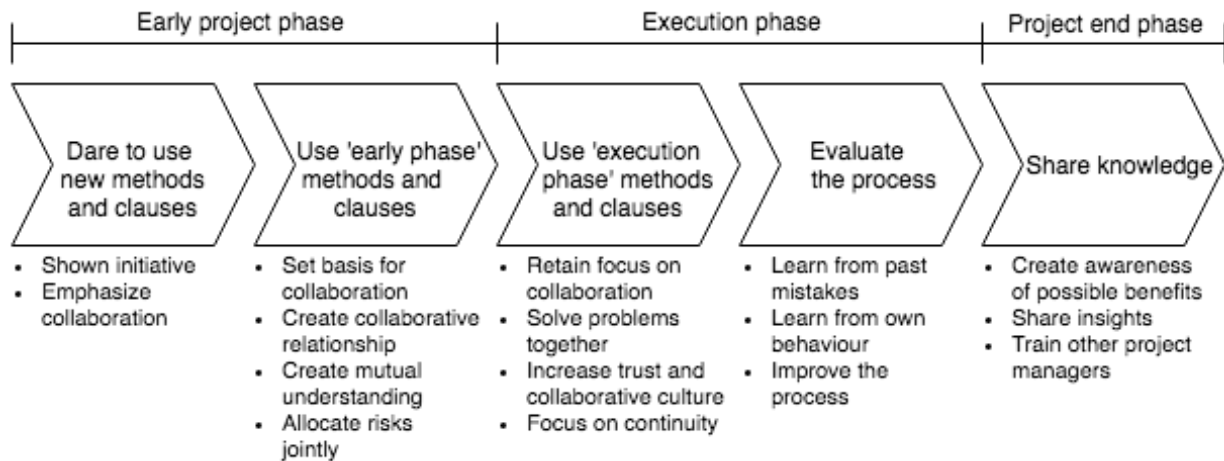 Early project phase
Execution phase
Project end phase
Dare to use
new methods
and clauses
Use 'early phase'
methods and
clauses
Use 'execution
phase' methods
and clauses
Evaluate
the process
Share knowledge
• Shown initiative
• Emphasize
collaboration
• Set basis for
collaboration
• Create collaborative
relationship
• Create mutual
understanding
• Allocate risks
jointly
• Retain focus on
collaboration
• Solve problems
together
• Increase trust and
collaborative culture
• Focus on continuity
• Learn from past
mistakes
• Learn from own
behaviour
• Improve the
process
• Create awareness
of possible benefits
• Share insights
• Train other project
managers